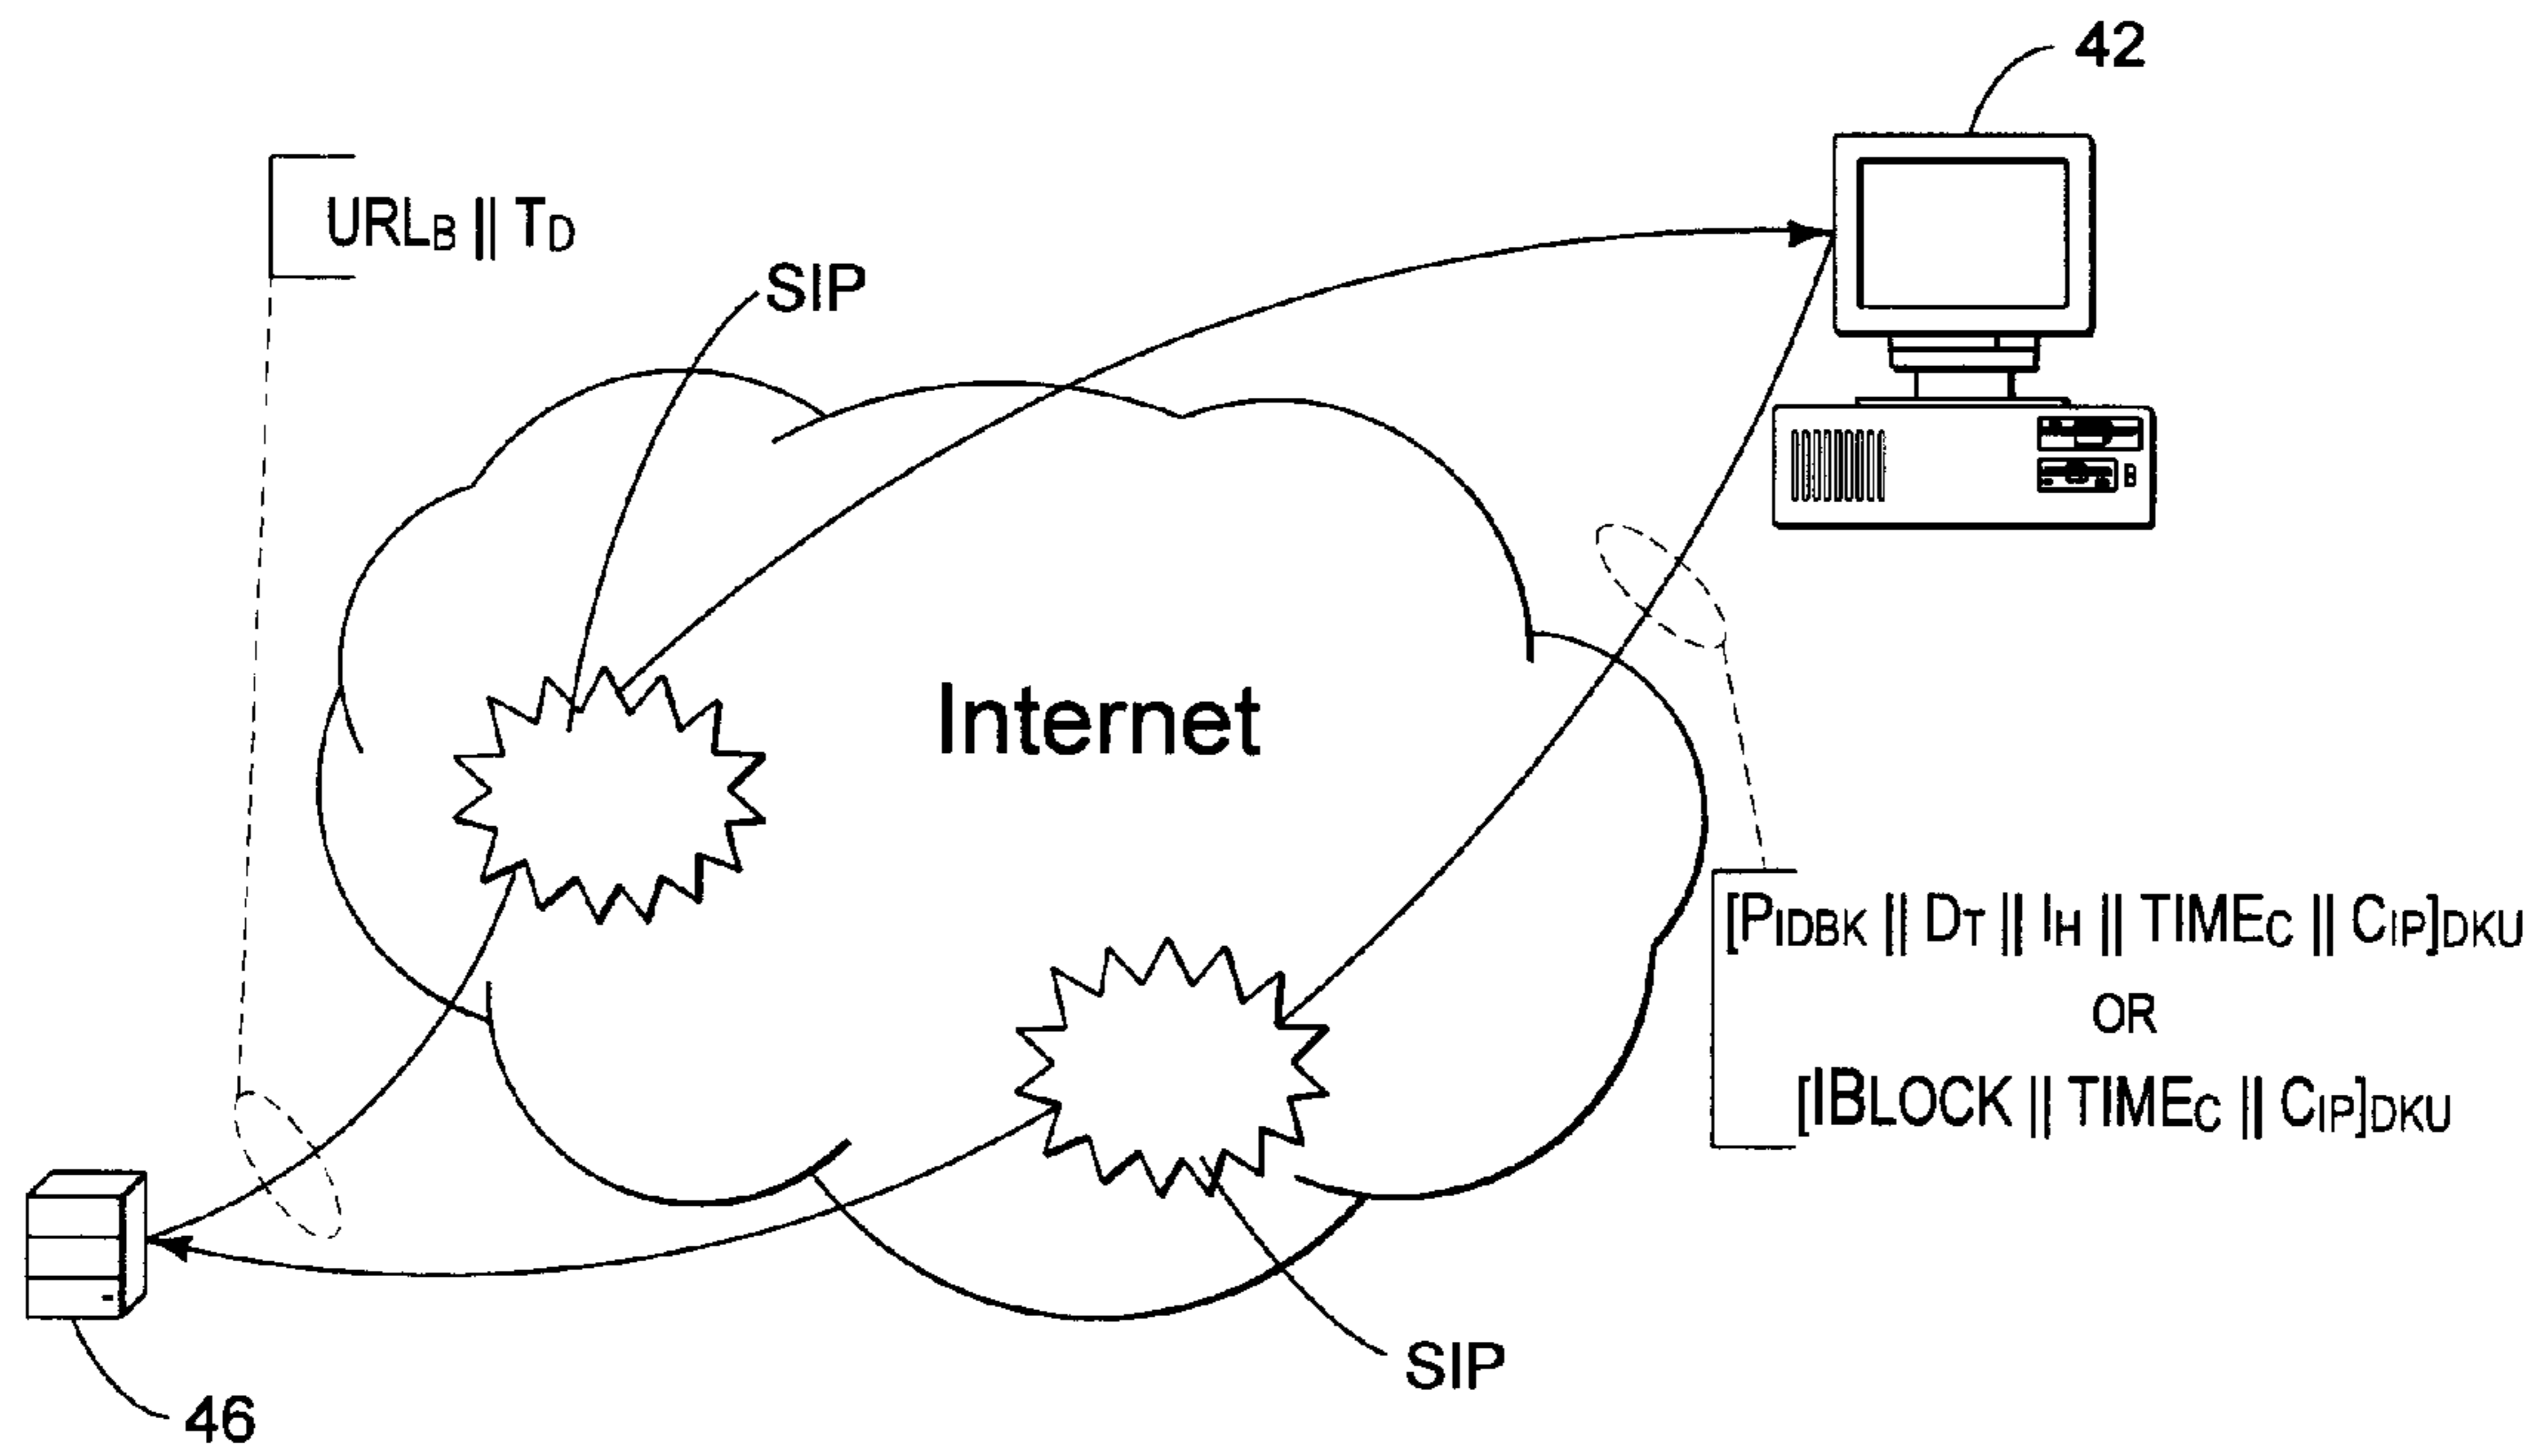 42
URLB || TD
SIP
Internet
[PIDBK || DT || IH || TIMEC || CIP]DKU
OR
[IBLOCK || TIMEC || CIP]DKU
SIP
46